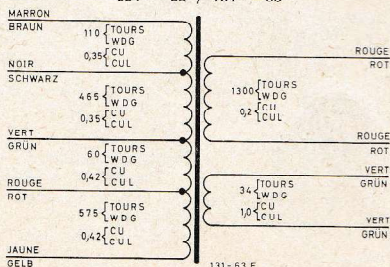 MARRON
BRAUN
110 { TOURS
WDG
0,35 { CU
CUL
NOIR
SCHWARZ
465 { TOURS
WDG
0,35 { CU
CUL
VERT
GRÜN
60 { TOURS
WDG
0,42 { CU
CUL
ROUGE
ROT
575 { TOURS
WDG
0,42 { CU
CUL
JAUNE
GELB
ROUGE
ROT
1300 { TOURS
WDG
0,2 { CU
CUL
ROUGE
ROT
VERT
GRÜN
34 { TOURS
WDG
1,0 { CU
CUL
VERT
GRÜN
131-63 F